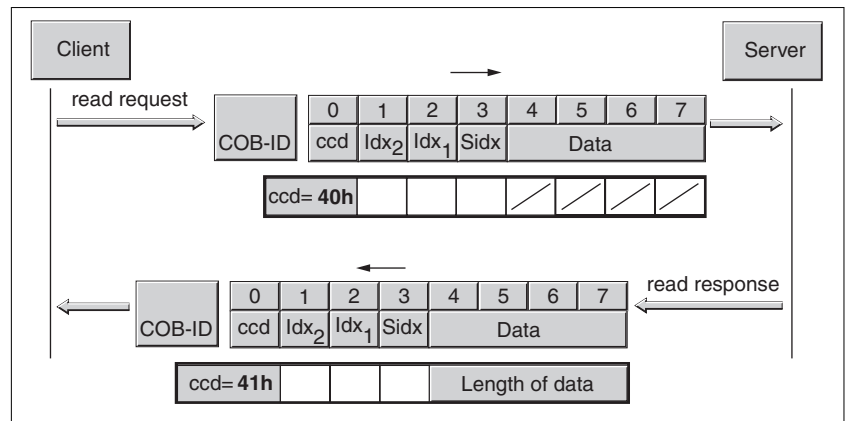 Client
Server
read request
COB-ID
0 1 2 3 4 5 6 7
ccd Idx2 Idx1 Sidx Data
ccd= 40h
read response
COB-ID
0 1 2 3 4 5 6 7
ccd Idx2 Idx1 Sidx Data
ccd= 41h Length of data